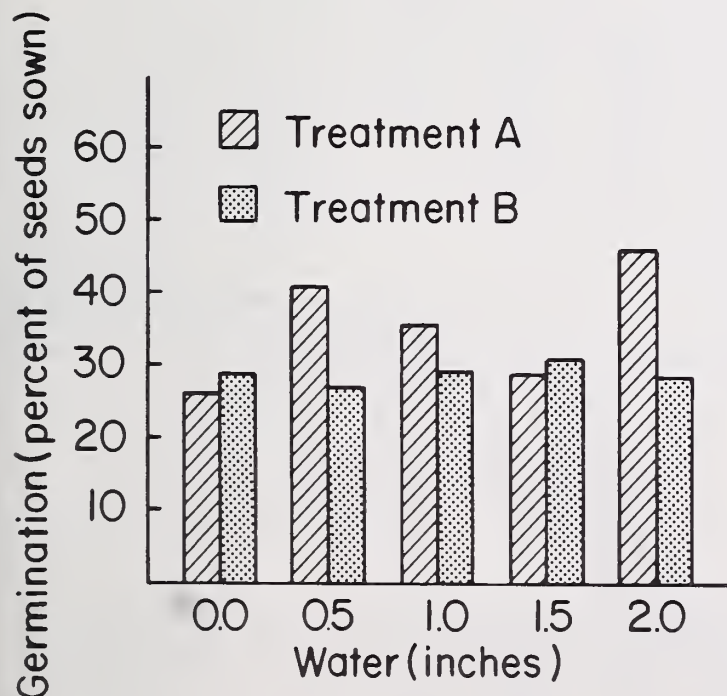 Germination (percent of seeds sown)
60
50
40
30
20
10
Treatment A
Treatment B
0.0 0.5 1.0 1.5 2.0
Water (inches)